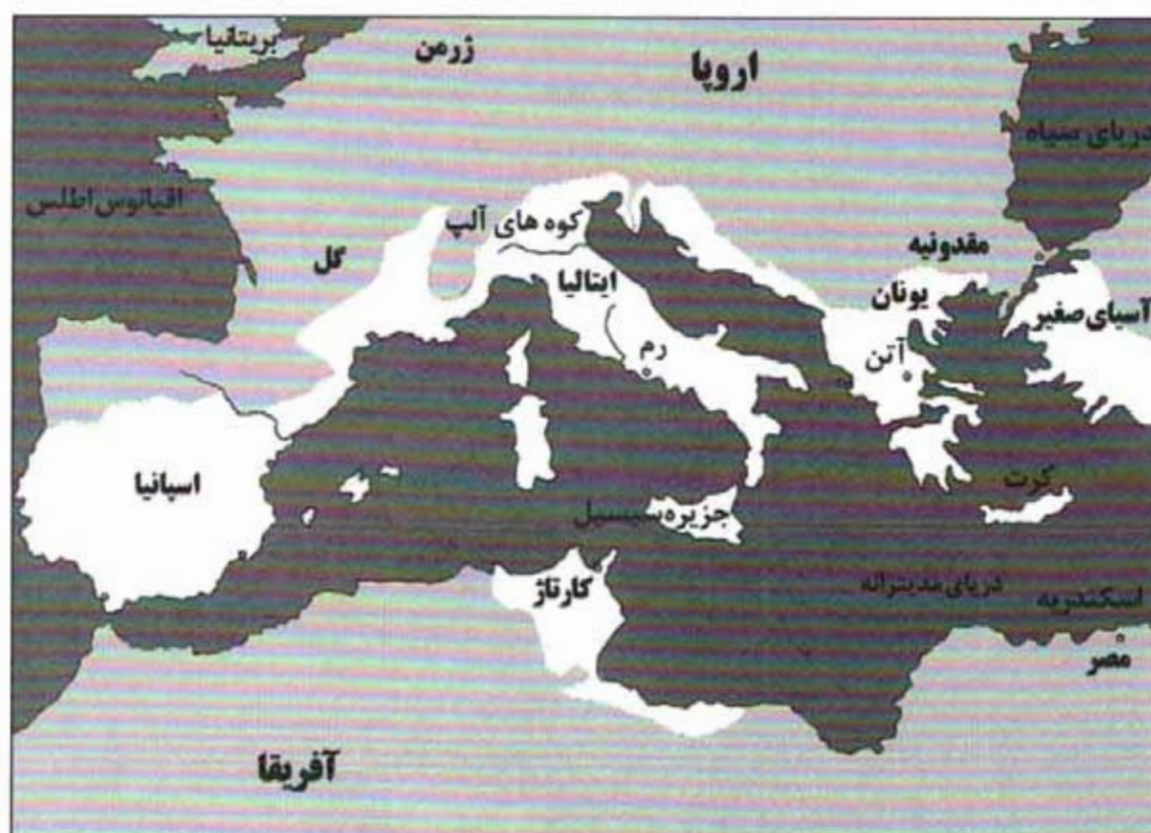 بریتانیا
ژرمن
اروپا
دریای سیاه
اقیانوس اطلس
کوه های آلپ
گل
مقدونیه
ایتالیا
یونان
آسیای صغیر
رم
آتن
اسپانیا
کرت
جزیره سیسیل
کارتاژ
دریای مدیترانه
اسکندریه
مصر
آفریقا